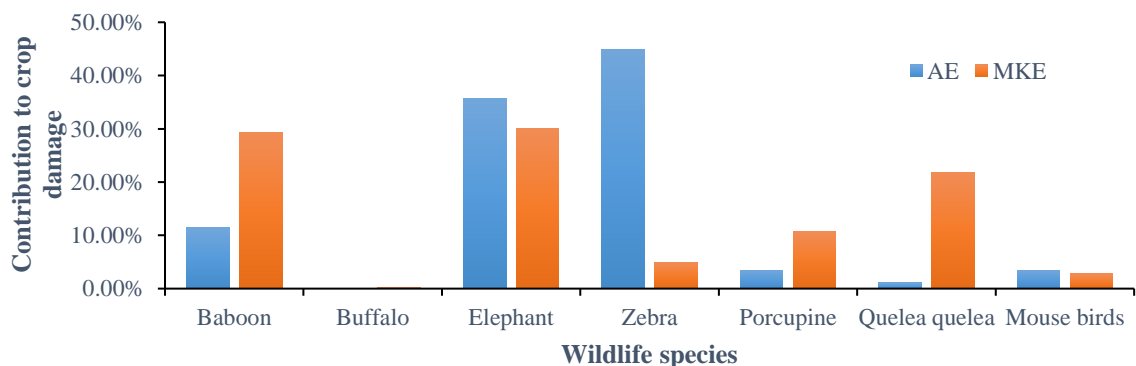 50.00%
40.00%
30.00%
20.00%
10.00%
0.00%
Contribution to crop
damage
AE MKE
Baboon Buffalo Elephant Zebra Porcupine Quelea quelea Mouse birds
Wildlife species